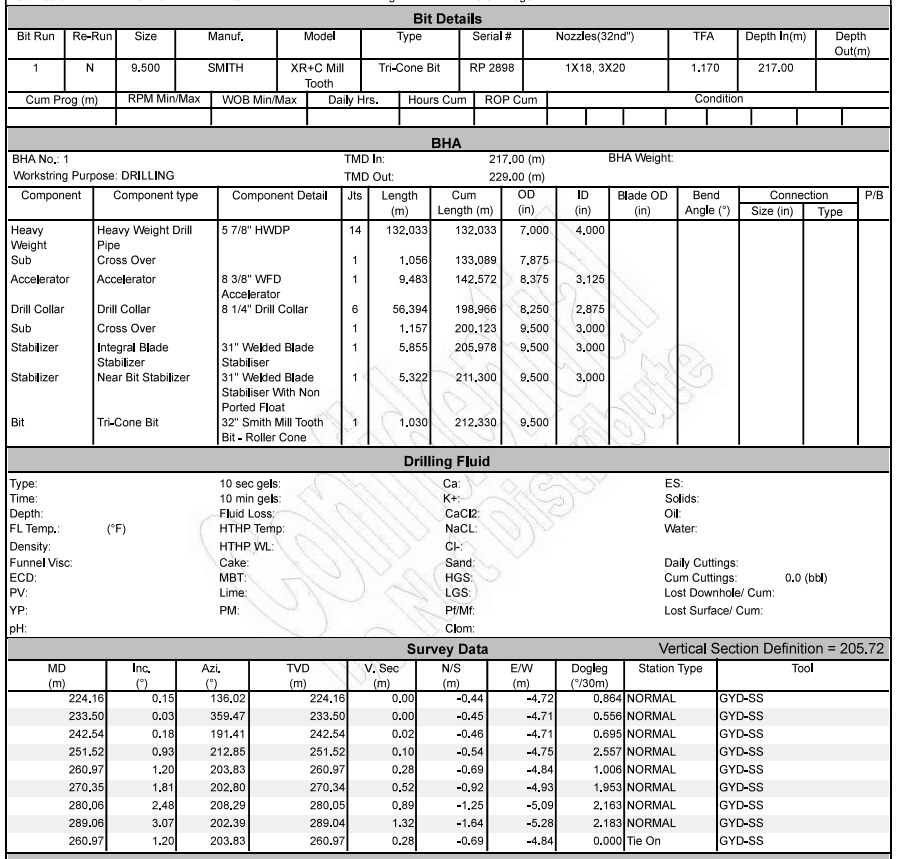 Bit Details
Bit Run Re-Run Size Manuf. Model Type Serial # Nozzles(32nd") TFA Depth In(m) Depth Out(m)
1 N 9.500 SMITH XR+C Mill Tooth Tri-Cone Bit RP 2898 1X18, 3X20 1.170 217.00
Cum Prog (m) RPM Min/Max WOB Min/Max Daily Hrs. Hours Cum ROP Cum Condition
BHA
BHA No.: 1 TMD In: 217.00 (m) BHA Weight:
Workstring Purpose: DRILLING TMD Out: 229.00 (m)
Component Component type Component Detail Jts Length (m) Cum Length (m) OD (in) ID (in) Blade OD (in) Bend Angle (°) Connection Size (in) Type P/B
Heavy Weight Heavy Weight Drill Pipe 5 7/8" HWDP 14 132.033 132.033 7.000 4.000
Sub Cross Over 1 1.056 133.089 7.875
Accelerator Accelerator 8 3/8" WFD Accelerator 1 9.483 142.572 8.375 3.125
Drill Collar Drill Collar 8 1/4" Drill Collar 6 56.394 198.966 8.250 2.875
Sub Cross Over 1 1.157 200.123 9.500 3.000
Stabilizer Integral Blade Stabilizer 31" Welded Blade Stabiliser 1 5.855 205.978 9.500 3.000
Stabilizer Near Bit Stabilizer 31" Welded Blade Stabiliser With Non Ported Float 1 5.322 211.300 9.500 3.000
Bit Tri-Cone Bit 32" Smith Mill Tooth Bit - Roller Cone 1 1.030 212.330 9.500
Confidential
Do Not Distribute
Drilling Fluid
Type: 10 sec gels: Ca: ES:
Time: 10 min gels: K+: Solids:
Depth: Fluid Loss: CaCl2: Oil:
FL Temp.: (°F) HTHP Temp: NaCL: Water:
Density: HTHP WL: Cl-:
Funnel Visc: Cake: Sand: Daily Cuttings:
ECD: MBT: HGS: Cum Cuttings: 0.0 (bbl)
PV: Lime: LGS: Lost Downhole/ Cum:
YP: PM: Pf/Mf: Lost Surface/ Cum:
pH: Clom:
Survey Data Vertical Section Definition = 205.72
MD (m) Inc. (°) Azi. (°) TVD (m) V. Sec (m) N/S (m) E/W (m) Dogleg (°/30m) Station Type Tool
224.16 0.15 136.02 224.16 0.00 -0.44 -4.72 0.864 NORMAL GYD-SS
233.50 0.03 359.47 233.50 0.00 -0.45 -4.71 0.556 NORMAL GYD-SS
242.54 0.18 191.41 242.54 0.02 -0.46 -4.71 0.695 NORMAL GYD-SS
251.52 0.93 212.85 251.52 0.10 -0.54 -4.75 2.557 NORMAL GYD-SS
260.97 1.20 203.83 260.97 0.28 -0.69 -4.84 1.006 NORMAL GYD-SS
270.35 1.81 202.80 270.34 0.52 -0.92 -4.93 1.953 NORMAL GYD-SS
280.06 2.48 208.29 280.05 0.89 -1.25 -5.09 2.163 NORMAL GYD-SS
289.06 3.07 202.39 289.04 1.32 -1.64 -5.28 2.183 NORMAL GYD-SS
260.97 1.20 203.83 260.97 0.28 -0.69 -4.84 0.000 Tie On GYD-SS